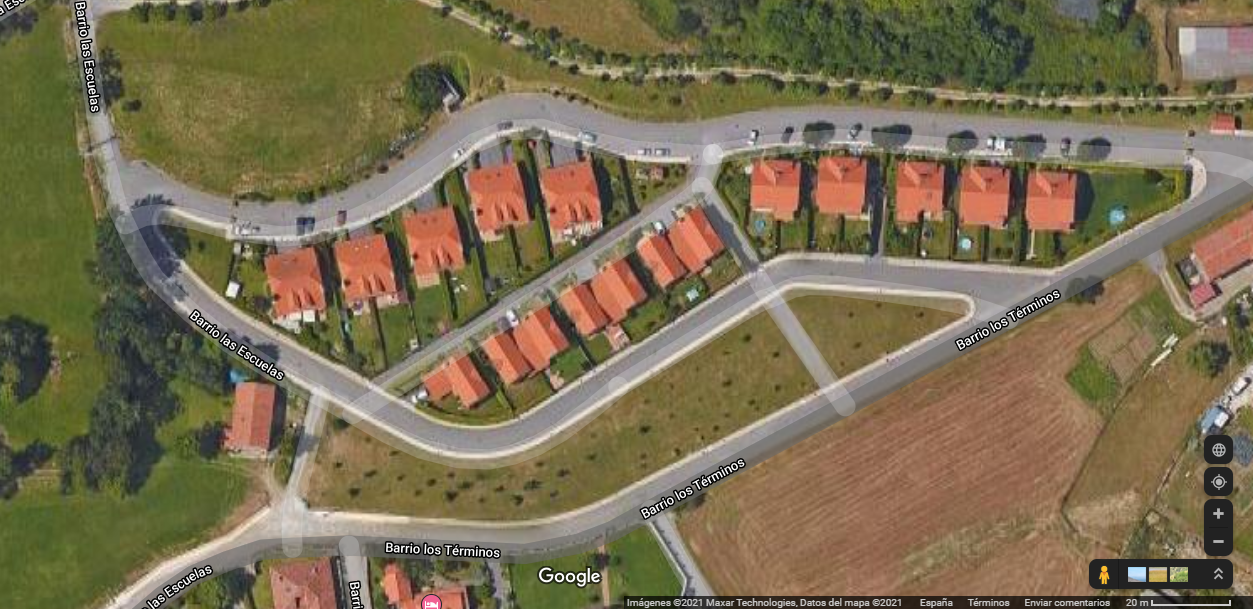 Barrio las Escuelas
Barrio las Escuelas
Barrio los Términos
Barrio los Términos
Barrio los Términos
las Escuelas
Barri
Google
Imágenes ©2021 Maxar Technologies, Datos del mapa ©2021 España Términos Enviar comentarios 20 m